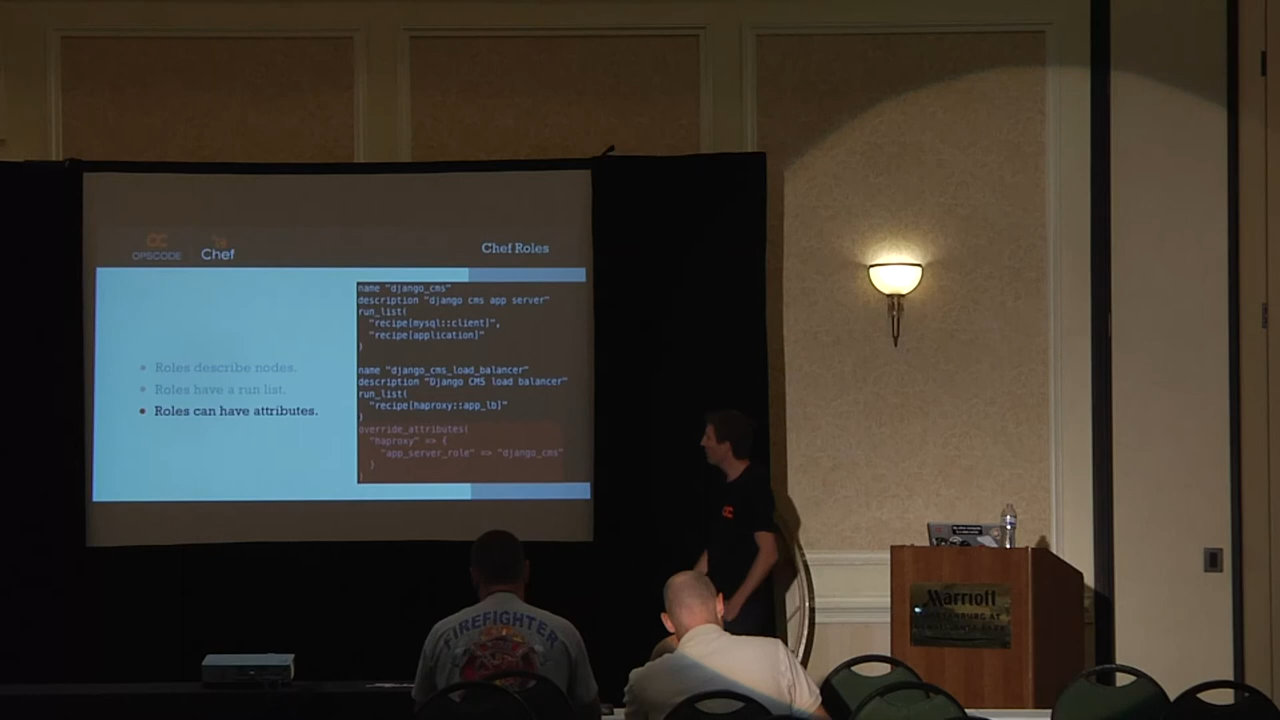 OPSCODE
Chef
Chef Roles
Roles describe nodes.
Roles have a run list.
Roles can have attributes.
name "django_cms"
description "django cms app server"
run_list(
"recipe[mysql::client]",
"recipe[application]"
)
name "django_cms_load_balancer"
description "Django CMS load balancer"
run_list(
"recipe[haproxy::app_lb]"
)
override_attributes(
"haproxy" => {
"app_server_role" => "django_cms"
}
)
FIREFIGHTER
Marriott